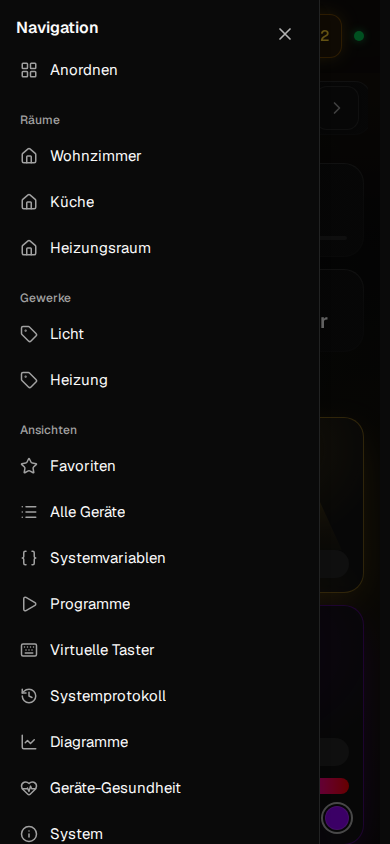 Navigation
2
Anordnen
Räume
Wohnzimmer
Küche
Heizungsraum
Gewerke
r
Licht
Heizung
Ansichten
Favoriten
Alle Geräte
Systemvariablen
Programme
Virtuelle Taster
Systemprotokoll
Diagramme
Geräte-Gesundheit
System